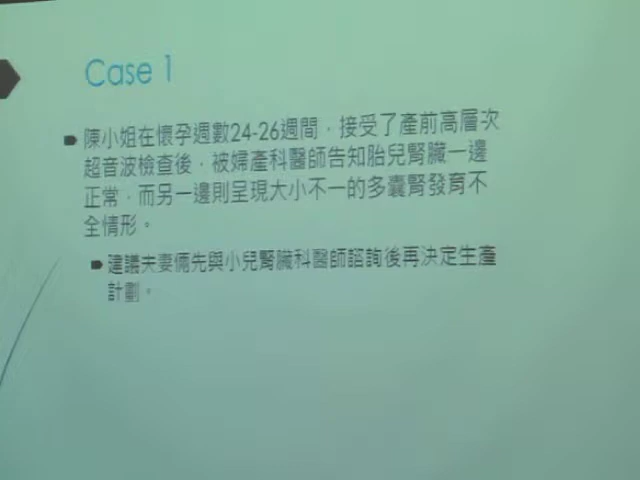 Case 1
陳小姐在懷孕週數24-26週間，接受了產前高層次
超音波檢查後，被婦產科醫師告知胎兒腎臟一邊
正常，而另一邊則呈現大小不一的多囊腎發育不
全情形。
建議夫妻倆先與小兒腎臟科醫師諮詢後再決定生產
計劃。